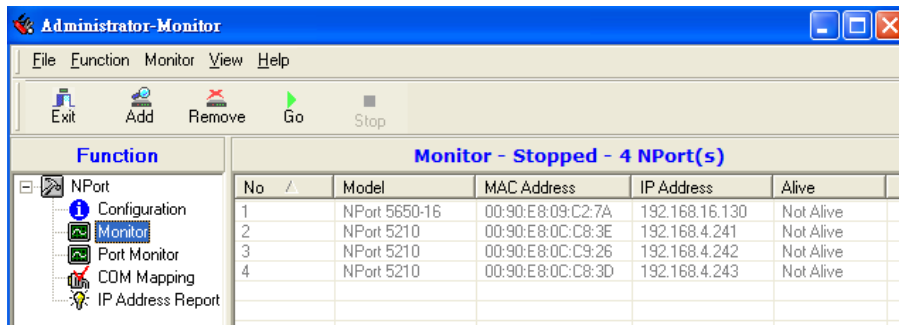 Administrator-Monitor
File Function Monitor View Help
Exit Add Remove Go Stop
Function
Monitor - Stopped - 4 NPort(s)
NPort
Configuration
Monitor
Port Monitor
COM Mapping
IP Address Report
No Model MAC Address IP Address Alive
1 NPort 5650-16 00:90:E8:09:C2:7A 192.168.16.130 Not Alive
2 NPort 5210 00:90:E8:0C:C8:3E 192.168.4.241 Not Alive
3 NPort 5210 00:90:E8:0C:C9:26 192.168.4.242 Not Alive
4 NPort 5210 00:90:E8:0C:C8:3D 192.168.4.243 Not Alive